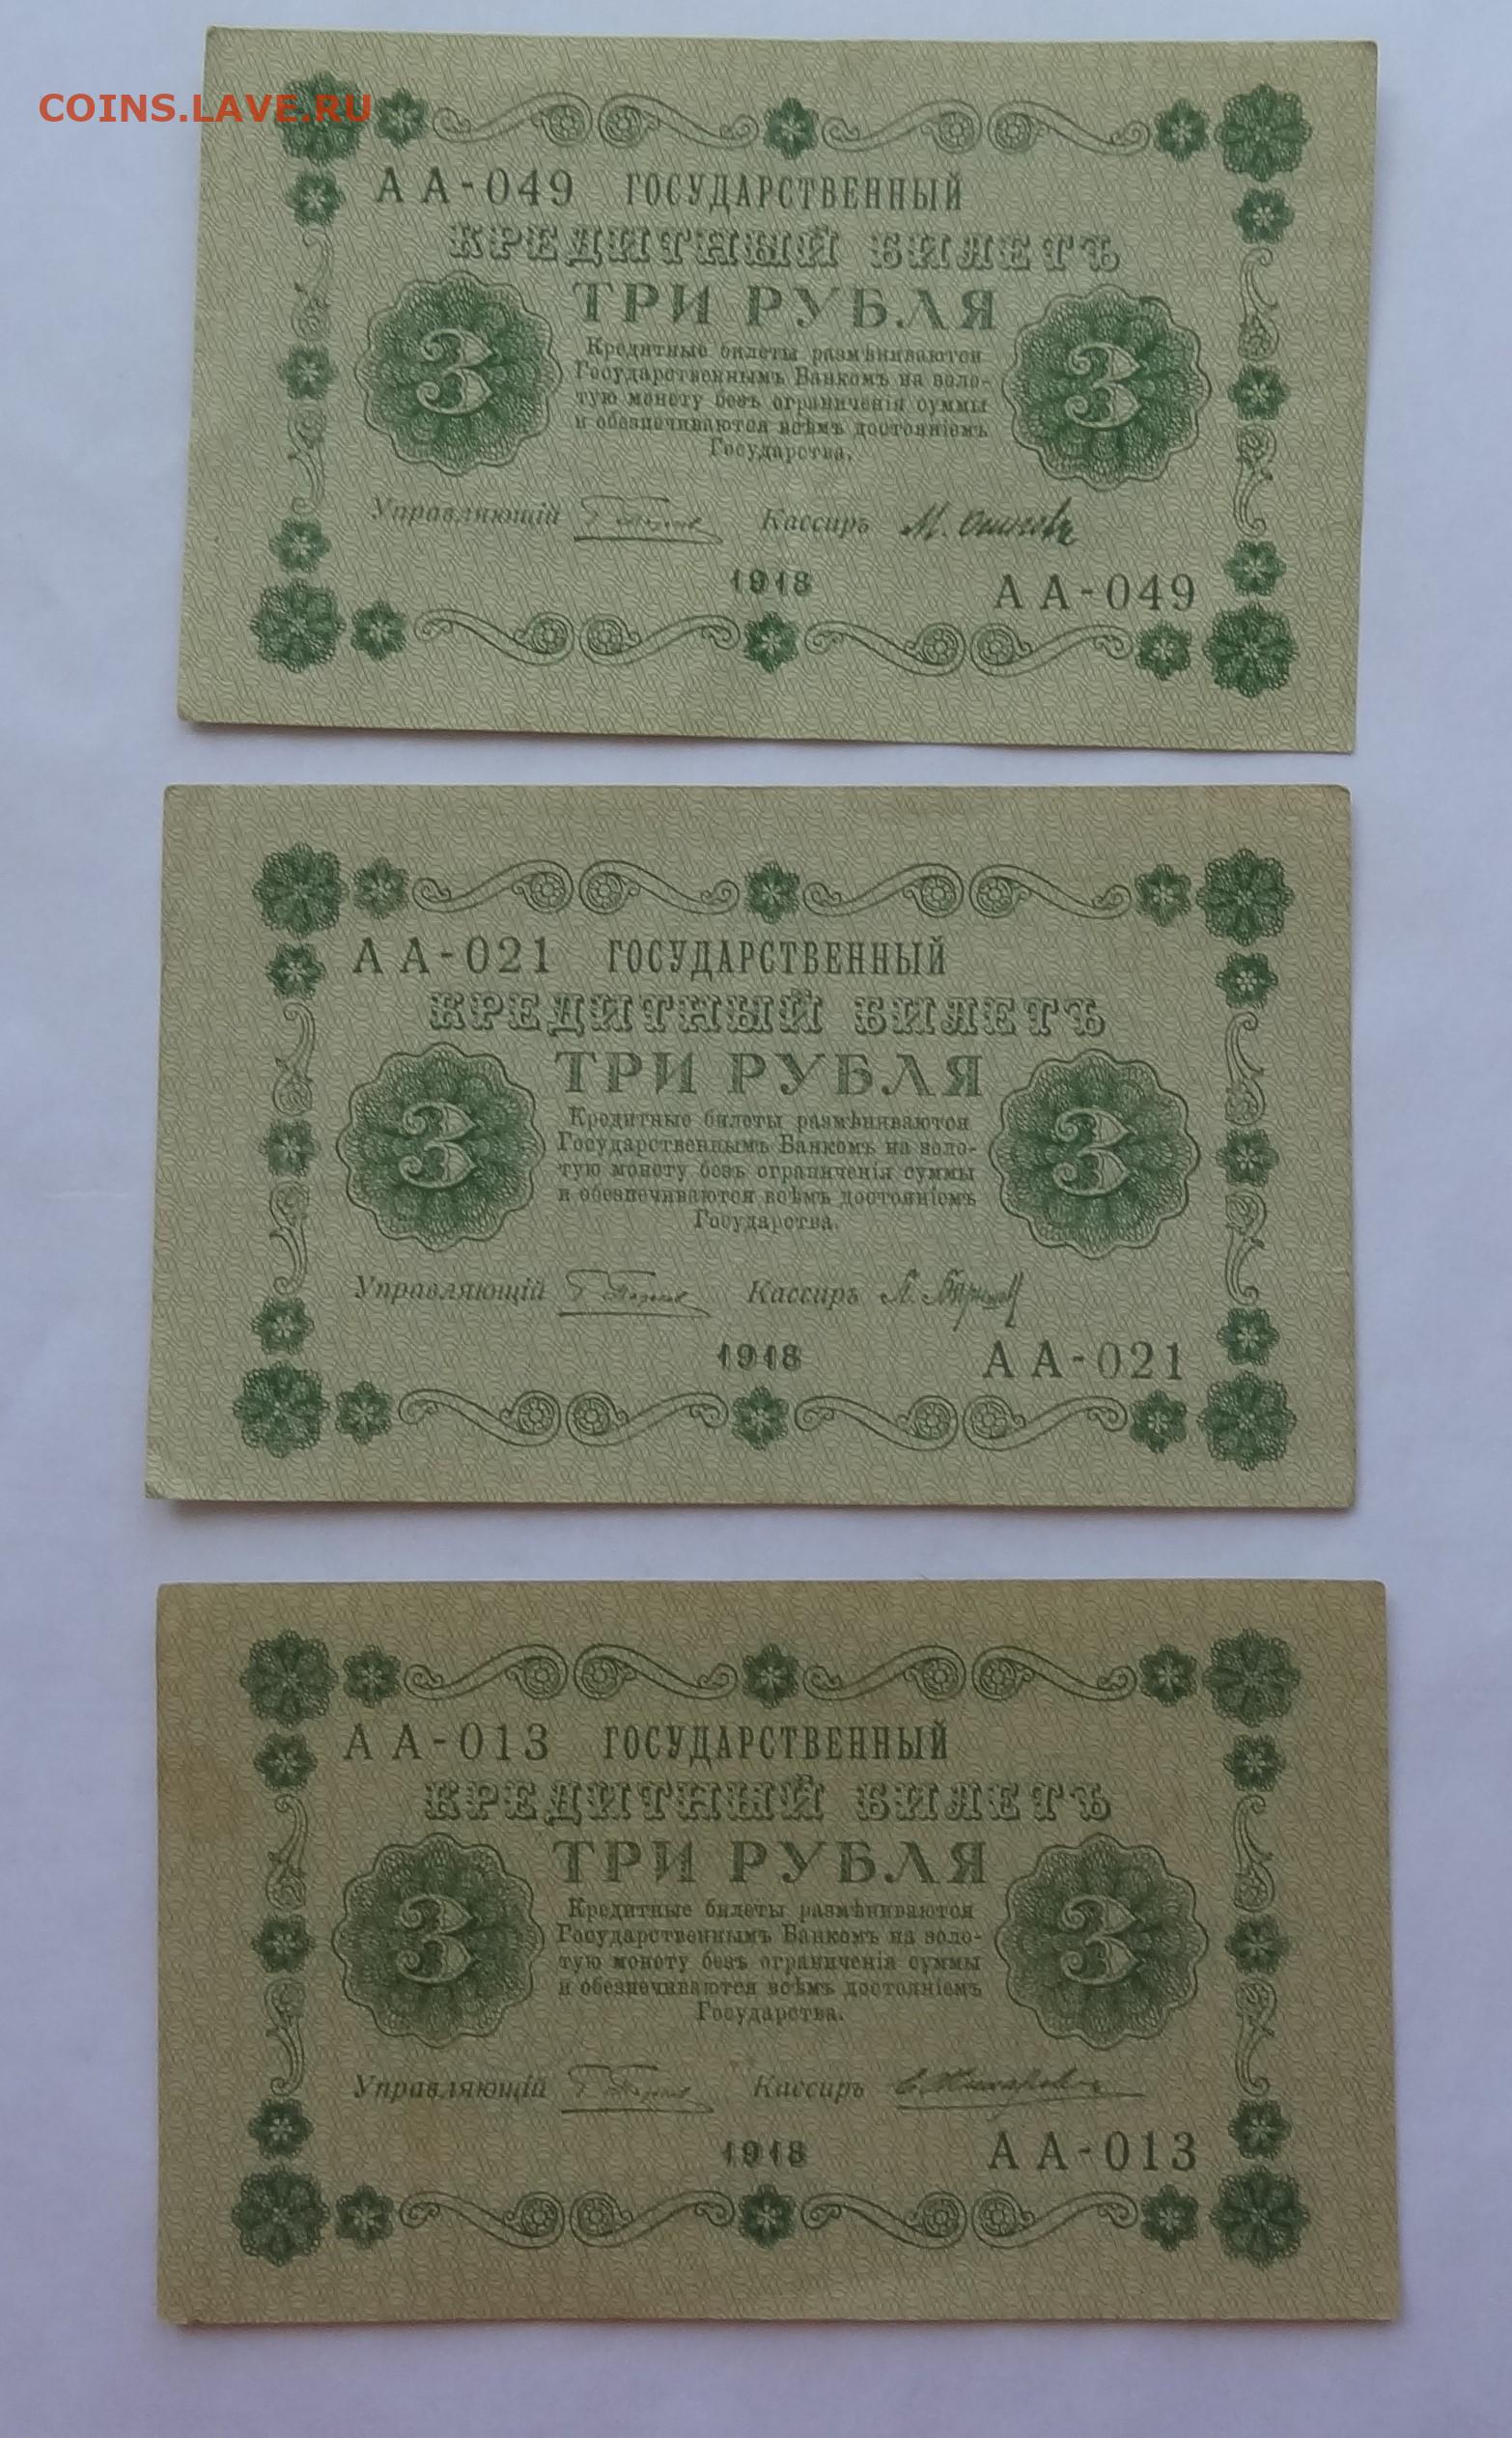 COINS.LAVE.RU
АА-049 ГОСУДАРСТВЕННЫЙ
КРЕДИТНЫЙ БИЛЕТЪ
ТРИ РУБЛЯ
Кредитные билеты размѣниваются
Государственнымъ Банкомъ на золо-
тую монету безъ ограниченія суммы
и обезпечиваются всѣмъ достояніемъ
Государства.
3 3
Управляющій Кассиръ
1918
АА-049
АА-021 ГОСУДАРСТВЕННЫЙ
КРЕДИТНЫЙ БИЛЕТЪ
ТРИ РУБЛЯ
Кредитные билеты размѣниваются
Государственнымъ Банкомъ на золо-
тую монету безъ ограниченія суммы
и обезпечиваются всѣмъ достояніемъ
Государства.
3 3
Управляющій Кассиръ
1918
АА-021
АА-013 ГОСУДАРСТВЕННЫЙ
КРЕДИТНЫЙ БИЛЕТЪ
ТРИ РУБЛЯ
Кредитные билеты размѣниваются
Государственнымъ Банкомъ на золо-
тую монету безъ ограниченія суммы
и обезпечиваются всѣмъ достояніемъ
Государства.
3 3
Управляющій Кассиръ
1918
АА-013